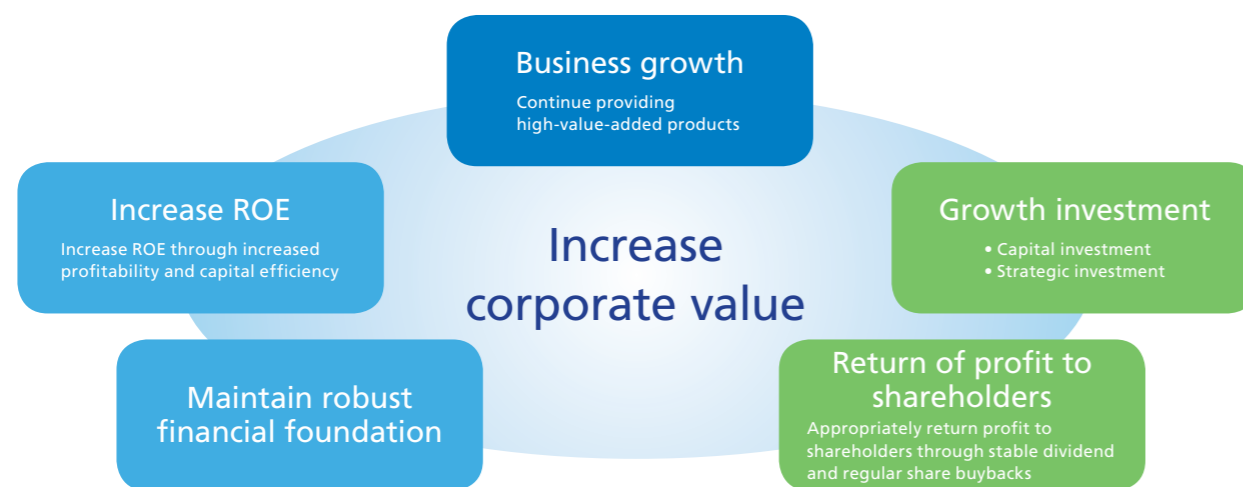 Business growth
Continue providing
high-value-added products
Increase ROE
Increase ROE through increased
profitability and capital efficiency
Growth investment
• Capital investment
• Strategic investment
Increase
corporate value
Maintain robust
financial foundation
Return of profit to
shareholders
Appropriately return profit to
shareholders through stable dividend
and regular share buybacks